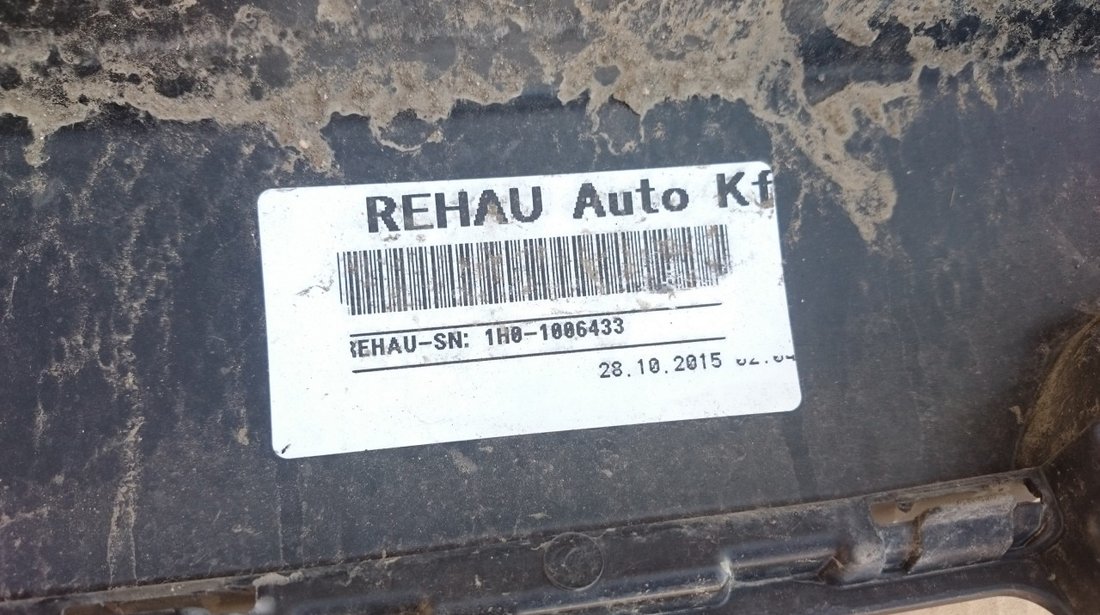 REHAU Auto Kf
REHAU-SN: 1H0-1006433
28.10.2015